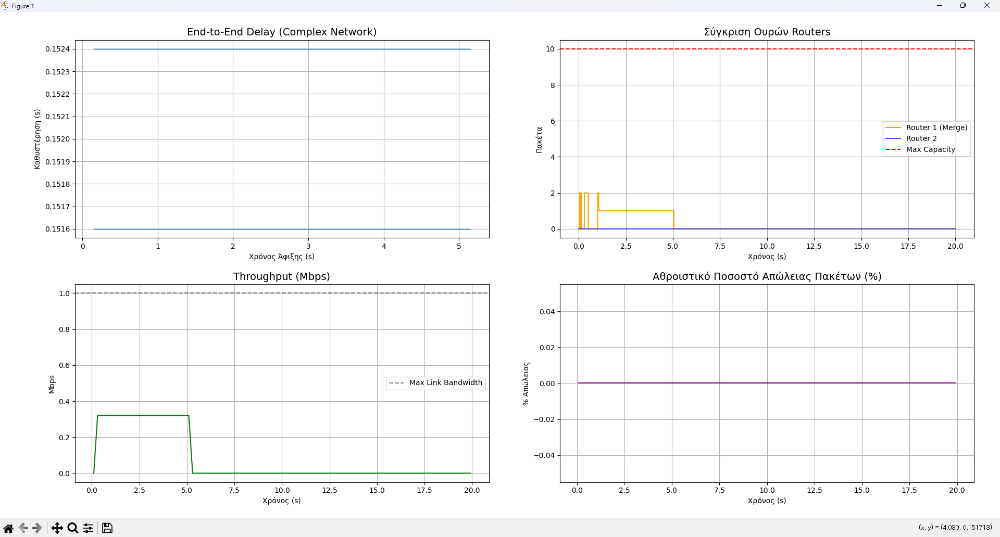 Figure 1
End-to-End Delay (Complex Network)
0.1524
0.1523
0.1522
0.1521
0.1520
0.1519
0.1518
0.1517
0.1516
Καθυστέρηση (s)
0 1 2 3 4 5
Χρόνος Άφιξης (s)
Σύγκριση Ουρών Routers
10
8
6
4
2
0
Πακέτα
Router 1 (Merge)
Router 2
Max Capacity
0.0 2.5 5.0 7.5 10.0 12.5 15.0 17.5 20.0
Χρόνος (s)
Throughput (Mbps)
1.0
0.8
0.6
0.4
0.2
0.0
Mbps
Max Link Bandwidth
0.0 2.5 5.0 7.5 10.0 12.5 15.0 17.5 20.0
Χρόνος (s)
Αθροιστικό Ποσοστό Απώλειας Πακέτων (%)
0.04
0.02
0.00
−0.02
−0.04
% Απώλειας
0.0 2.5 5.0 7.5 10.0 12.5 15.0 17.5 20.0
Χρόνος (s)
(x, y) = (4.030, 0.151713)